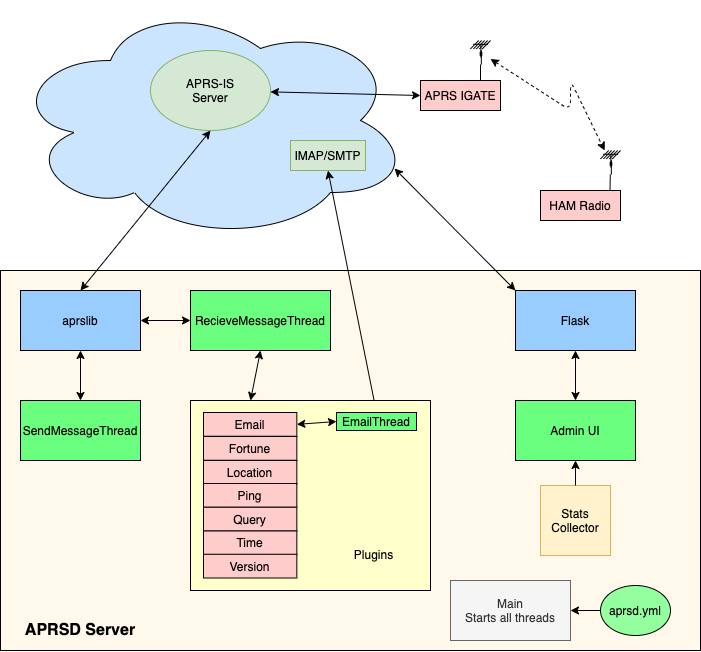 APRS-IS
Server
APRS IGATE
IMAP/SMTP
HAM Radio
aprslib
RecieveMessageThread
Flask
SendMessageThread
Email
EmailThread
Fortune
Location
Ping
Query
Time
Version
Plugins
Admin UI
Stats
Collector
Main
Starts all threads
aprsd.yml
APRSD Server